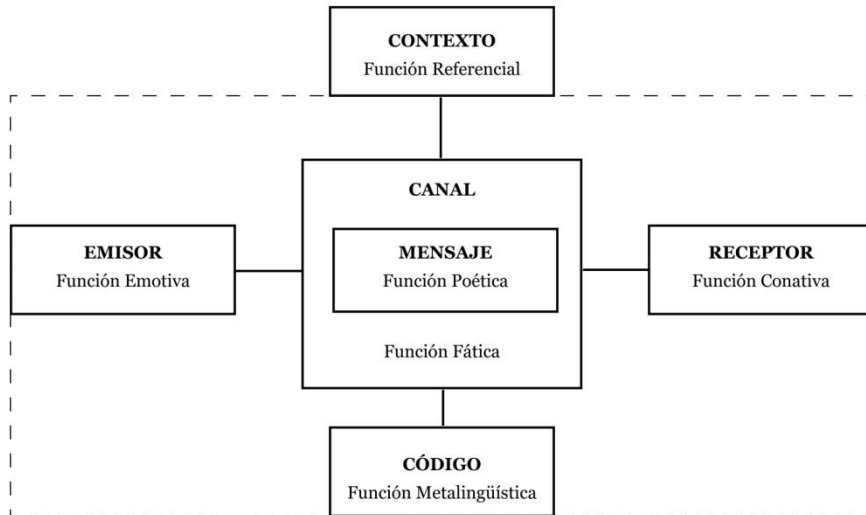 CONTEXTO
Función Referencial
CANAL
EMISOR
Función Emotiva
MENSAJE
Función Poética
RECEPTOR
Función Conativa
Función Fática
CÓDIGO
Función Metalingüística